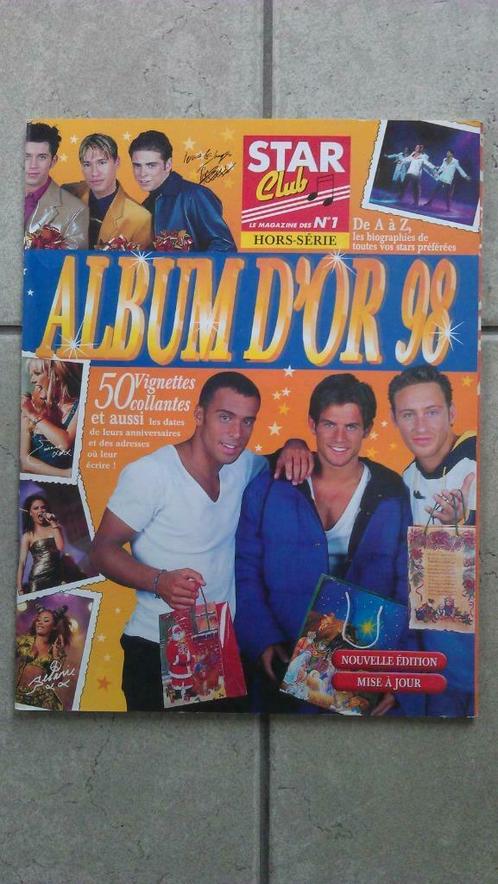 STAR
Club
LE MAGAZINE DES N°1
HORS-SÉRIE
De A à Z,
les biographies de
toutes vos stars préférées
ALBUM D'OR 98
50 Vignettes
collantes
et aussi les dates
de leurs anniversaires
et des adresses
où leur
écrire !
NOUVELLE ÉDITION
MISE À JOUR